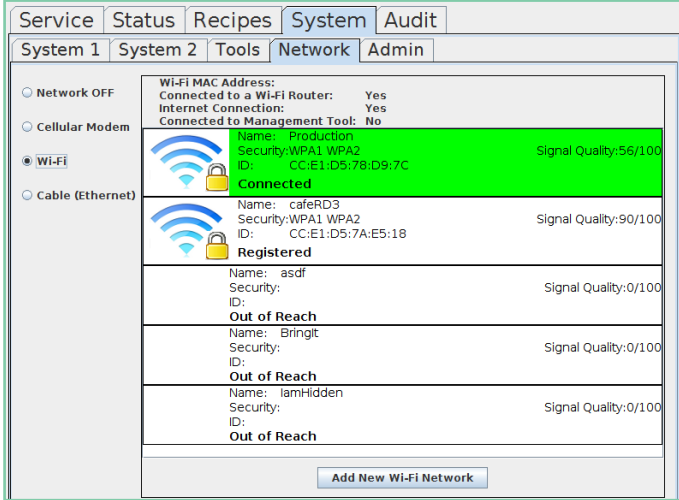 Service Status Recipes System Audit
System 1 System 2 Tools Network Admin
Network OFF
Cellular Modem
Wi-Fi
Cable (Ethernet)
Wi-Fi MAC Address:
Connected to a Wi-Fi Router: Yes
Internet Connection: Yes
Connected to Management Tool: No
Name: Production
Security:WPA1 WPA2 Signal Quality:56/100
ID: CC:E1:D5:78:D9:7C
Connected
Name: cafeRD3
Security:WPA1 WPA2 Signal Quality:90/100
ID: CC:E1:D5:7A:E5:18
Registered
Name: asdf
Security: Signal Quality:0/100
ID:
Out of Reach
Name: BringIt
Security: Signal Quality:0/100
ID:
Out of Reach
Name: IamHidden
Security: Signal Quality:0/100
ID:
Out of Reach
Add New Wi-Fi Network